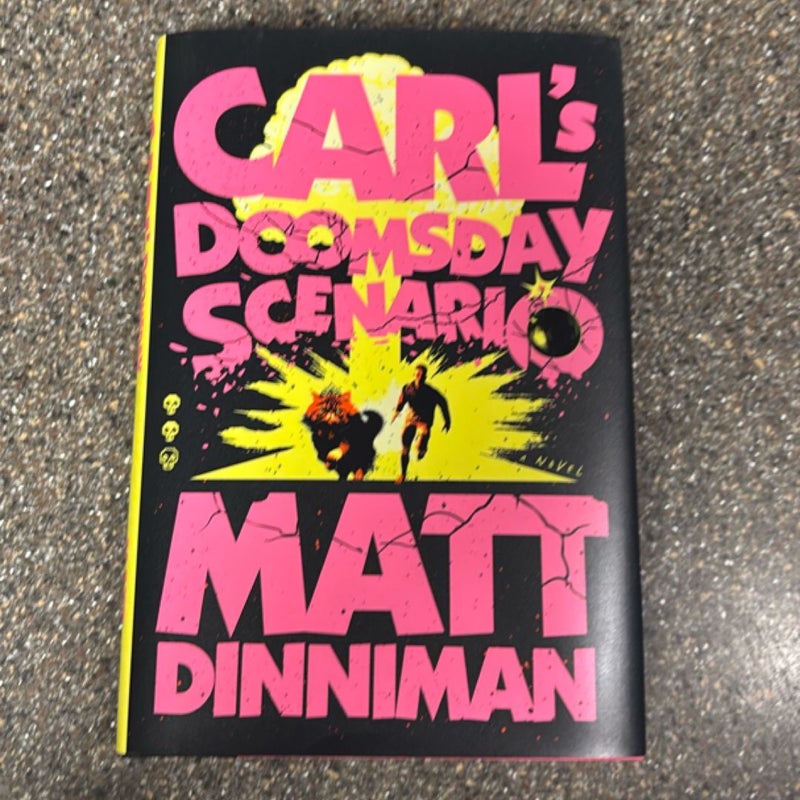 CARL'S
DOOMSDAY
SCENARIO
A NOVEL
MATT
DINNIMAN